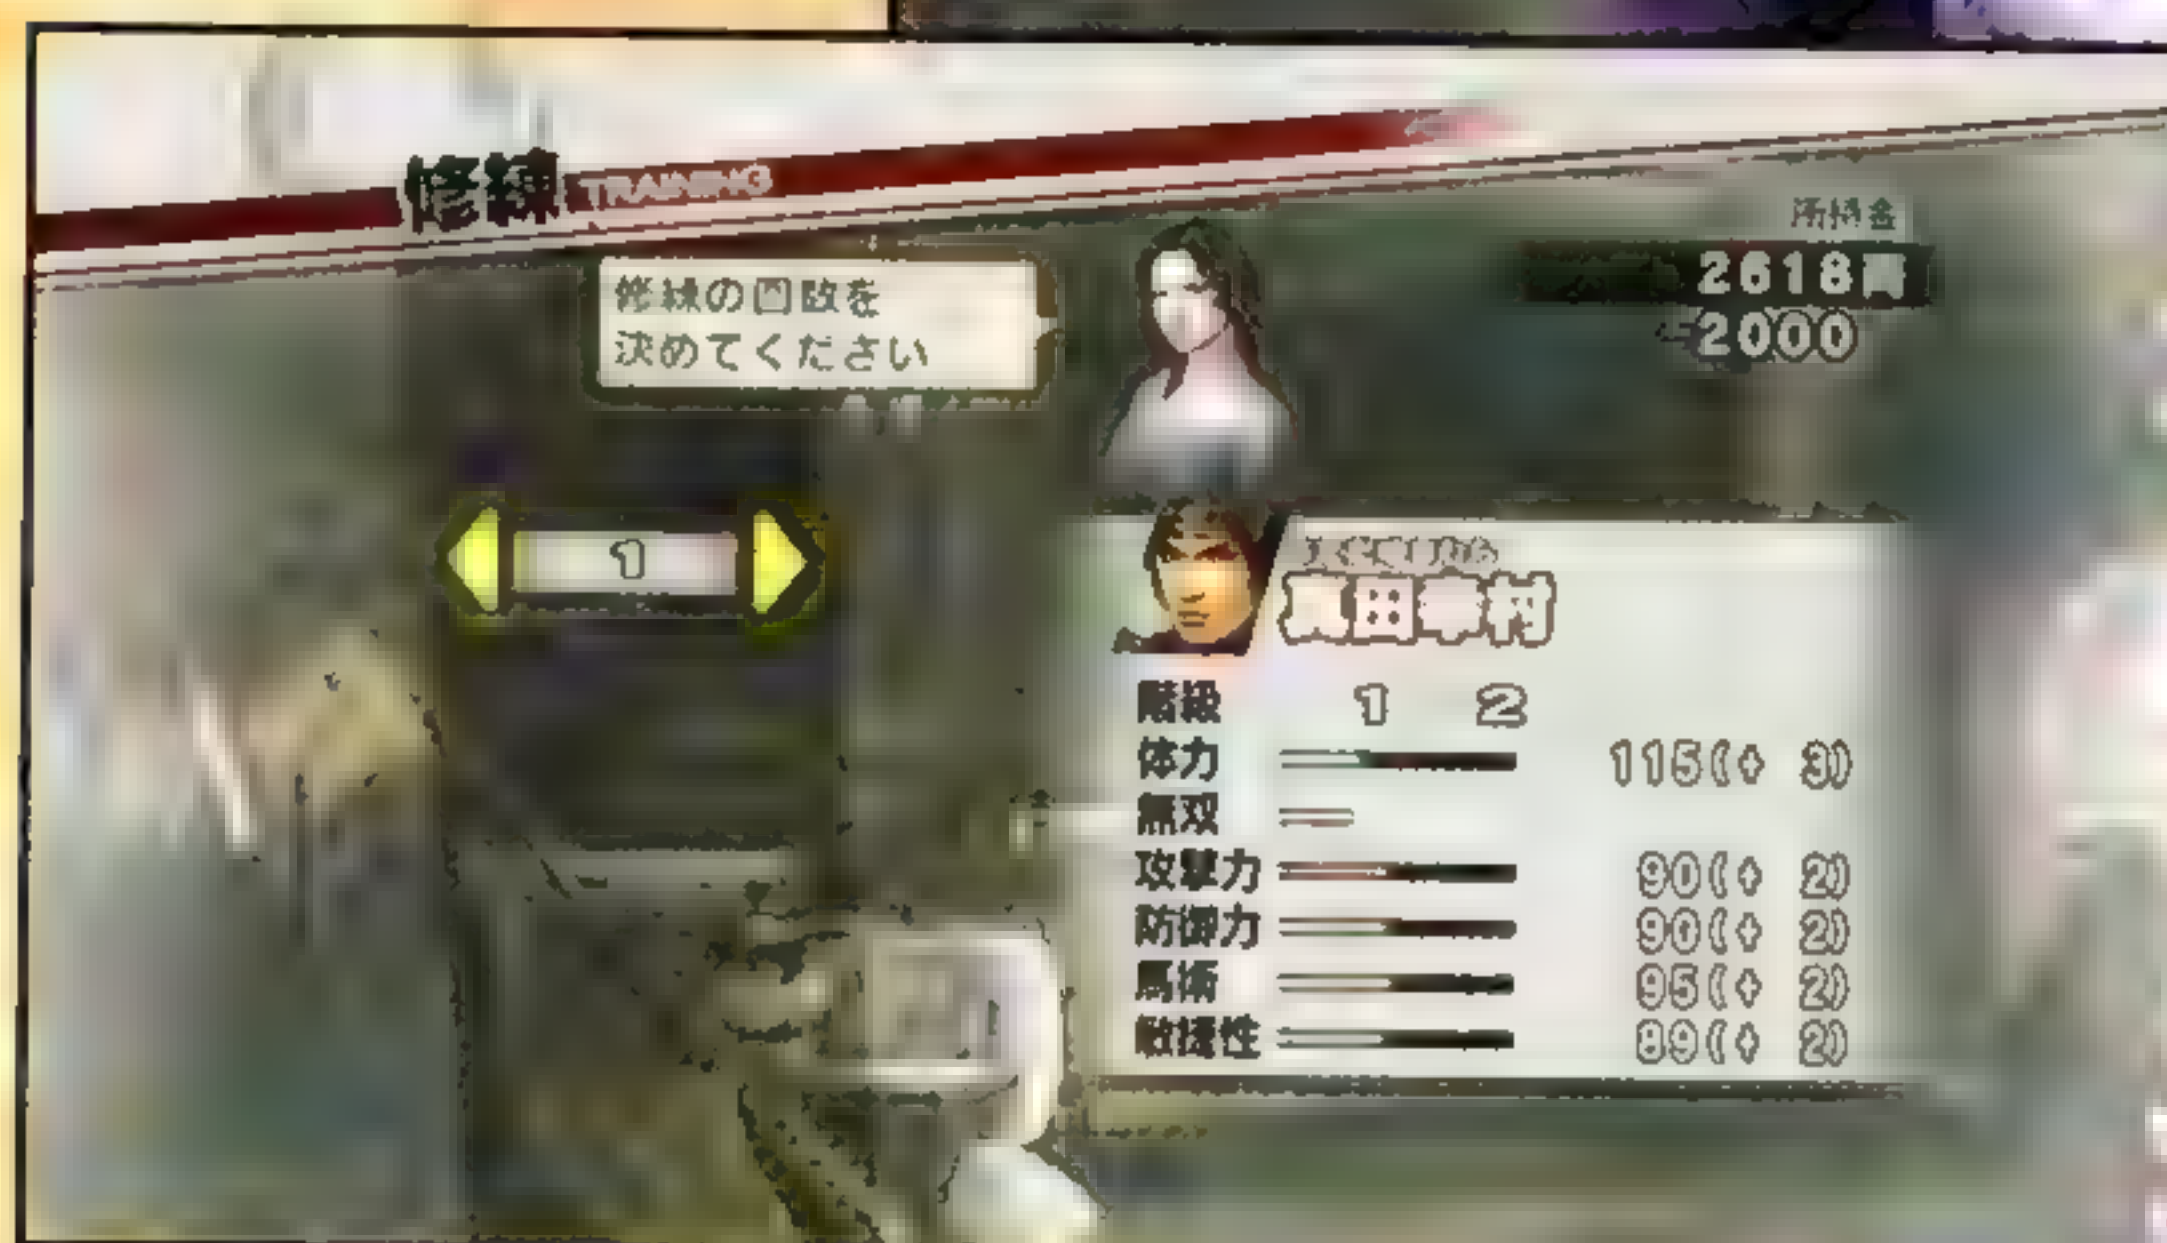 修練 TRAINING
所持金
2618両
-2000
修練の回数を
決めてください
1
真田幸村
階級 1 2
体力 115(+ 3)
無双
攻撃力 90(+ 2)
防御力 90(+ 2)
馬術 95(+ 2)
敏捷性 89(+ 2)